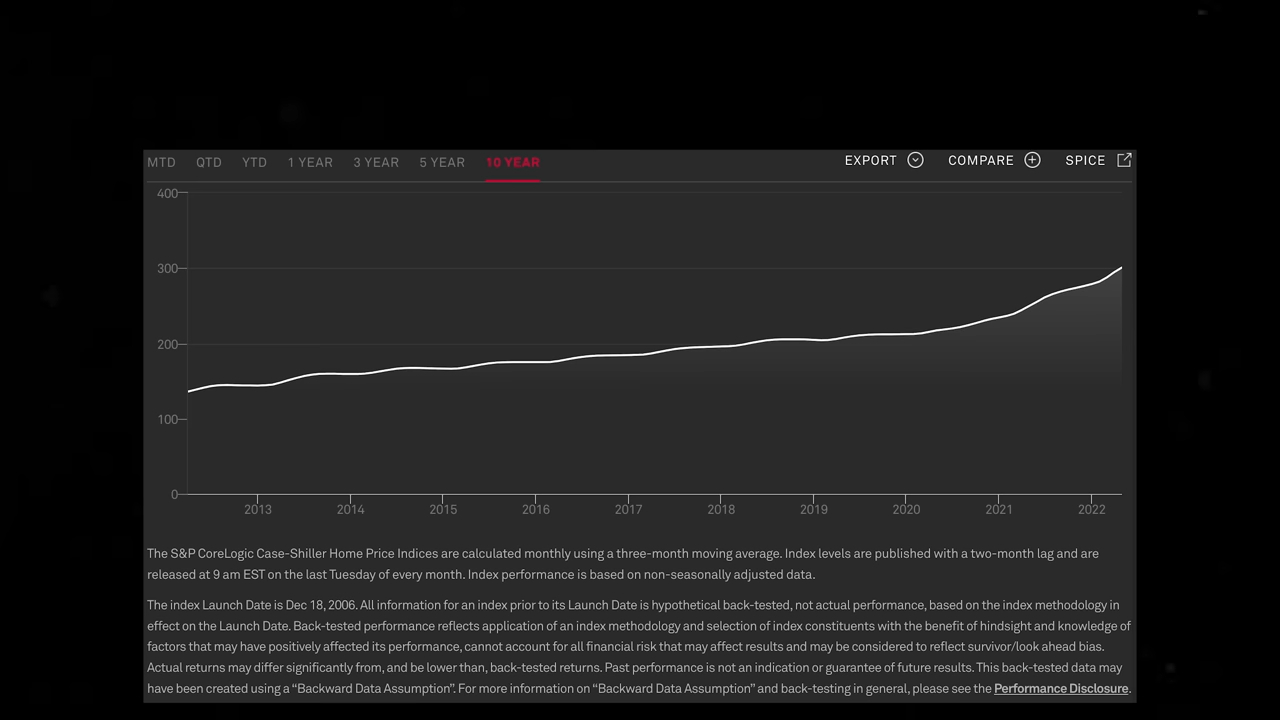 MTD QTD YTD 1 YEAR 3 YEAR 5 YEAR 10 YEAR EXPORT COMPARE SPICE
400
300
200
100
0
2013 2014 2015 2016 2017 2018 2019 2020 2021 2022
The S&P CoreLogic Case-Shiller Home Price Indices are calculated monthly using a three-month moving average. Index levels are published with a two-month lag and are
released at 9 am EST on the last Tuesday of every month. Index performance is based on non-seasonally adjusted data.
The index Launch Date is Dec 18, 2006. All information for an index prior to its Launch Date is hypothetical back-tested, not actual performance, based on the index methodology in
effect on the Launch Date. Back-tested performance reflects application of an index methodology and selection of index constituents with the benefit of hindsight and knowledge of
factors that may have positively affected its performance, cannot account for all financial risk that may affect results and may be considered to reflect survivor/look ahead bias.
Actual returns may differ significantly from, and be lower than, back-tested returns. Past performance is not an indication or guarantee of future results. This back-tested data may
have been created using a “Backward Data Assumption”. For more information on “Backward Data Assumption” and back-testing in general, please see the Performance Disclosure.